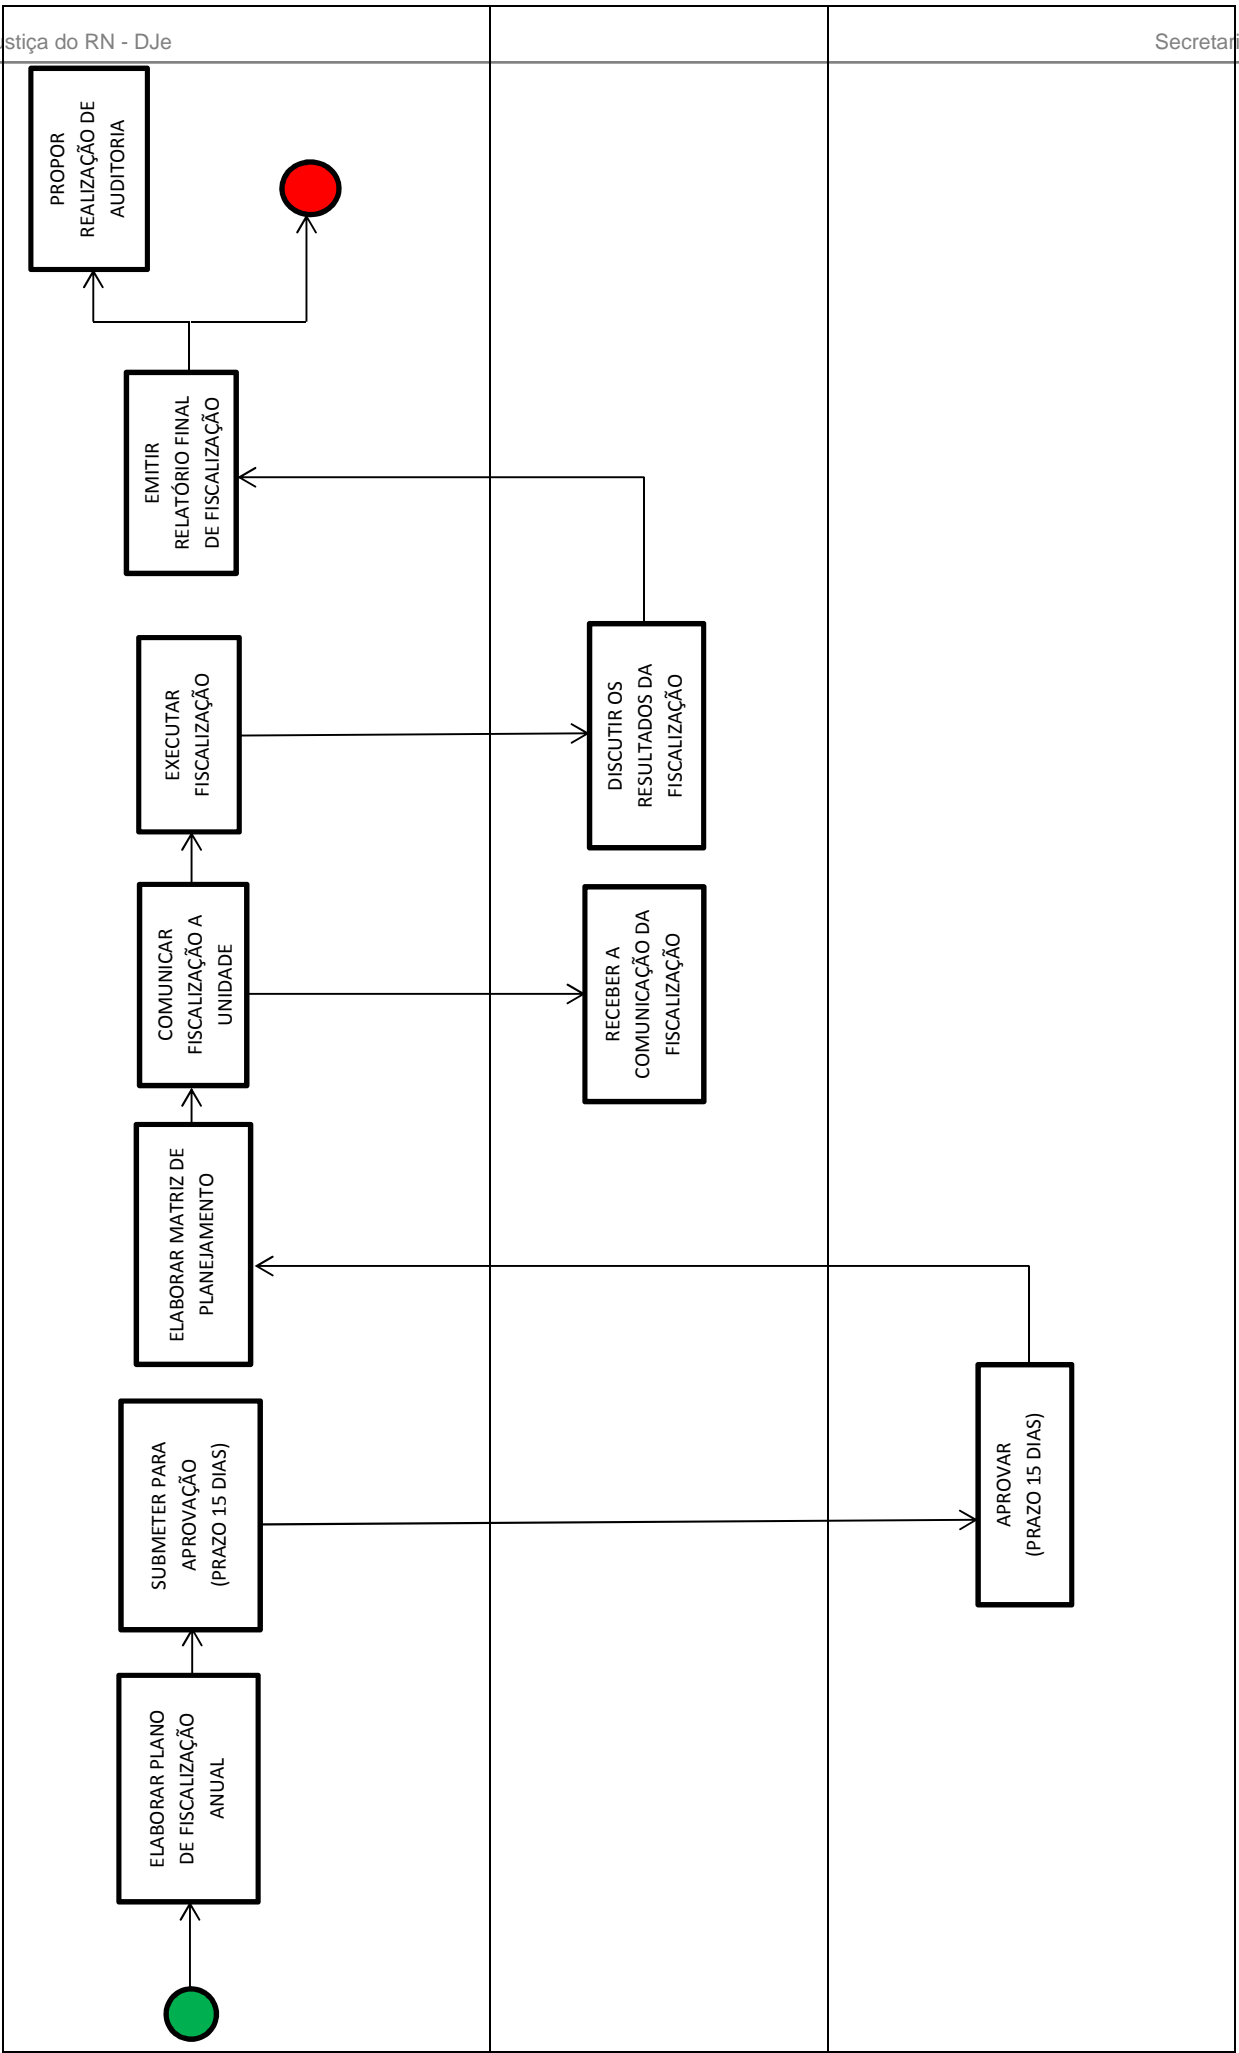 stiça do RN - DJe
Secretari
ELABORAR PLANO
DE FISCALIZAÇÃO
ANUAL
SUBMETER PARA
APROVAÇÃO
(PRAZO 15 DIAS)
APROVAR
(PRAZO 15 DIAS)
ELABORAR MATRIZ DE
PLANEJAMENTO
COMUNICAR
FISCALIZAÇÃO A
UNIDADE
RECEBER A
COMUNICAÇÃO DA
FISCALIZAÇÃO
EXECUTAR
FISCALIZAÇÃO
DISCUTIR OS
RESULTADOS DA
FISCALIZAÇÃO
EMITIR
RELATÓRIO FINAL
DE FISCALIZAÇÃO
PROPOR
REALIZAÇÃO DE
AUDITORIA